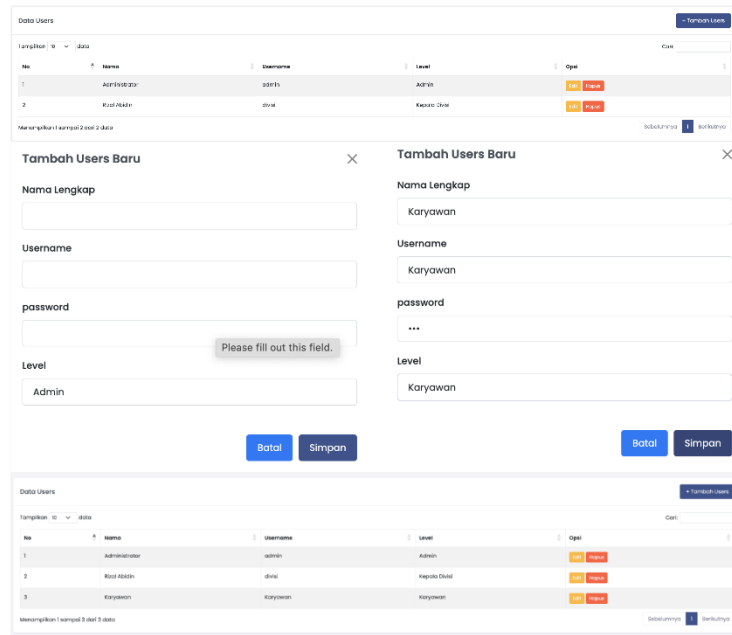 Data Users
+ Tambah Users
Tampilkan 10 data
Cari:
No Nama Username Level Opsi
1 Administrator admin Admin Edit Hapus
2 Rizal Abidin divisi Kepala Divisi Edit Hapus
Menampilkan 1 sampai 2 dari 2 data
Sebelumnya 1 Berikutnya
Tambah Users Baru
Nama Lengkap
Username
password
Please fill out this field.
Level
Admin
Batal Simpan
Tambah Users Baru
Nama Lengkap
Karyawan
Username
Karyawan
password
•••
Level
Karyawan
Batal Simpan
Data Users
+ Tambah Users
Tampilkan 10 data
Cari:
No Nama Username Level Opsi
1 Administrator admin Admin Edit Hapus
2 Rizal Abidin divisi Kepala Divisi Edit Hapus
3 Karyawan Karyawan Karyawan Edit Hapus
Menampilkan 1 sampai 3 dari 3 data
Sebelumnya 1 Berikutnya